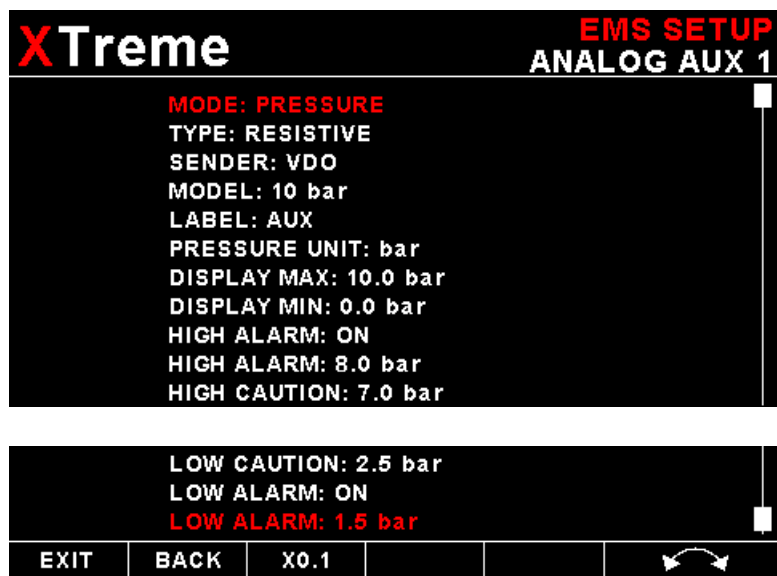 XTreme
EMS SETUP
ANALOG AUX 1
MODE: PRESSURE
TYPE: RESISTIVE
SENDER: VDO
MODEL: 10 bar
LABEL: AUX
PRESSURE UNIT: bar
DISPLAY MAX: 10.0 bar
DISPLAY MIN: 0.0 bar
HIGH ALARM: ON
HIGH ALARM: 8.0 bar
HIGH CAUTION: 7.0 bar
LOW CAUTION: 2.5 bar
LOW ALARM: ON
LOW ALARM: 1.5 bar
EXIT BACK X0.1